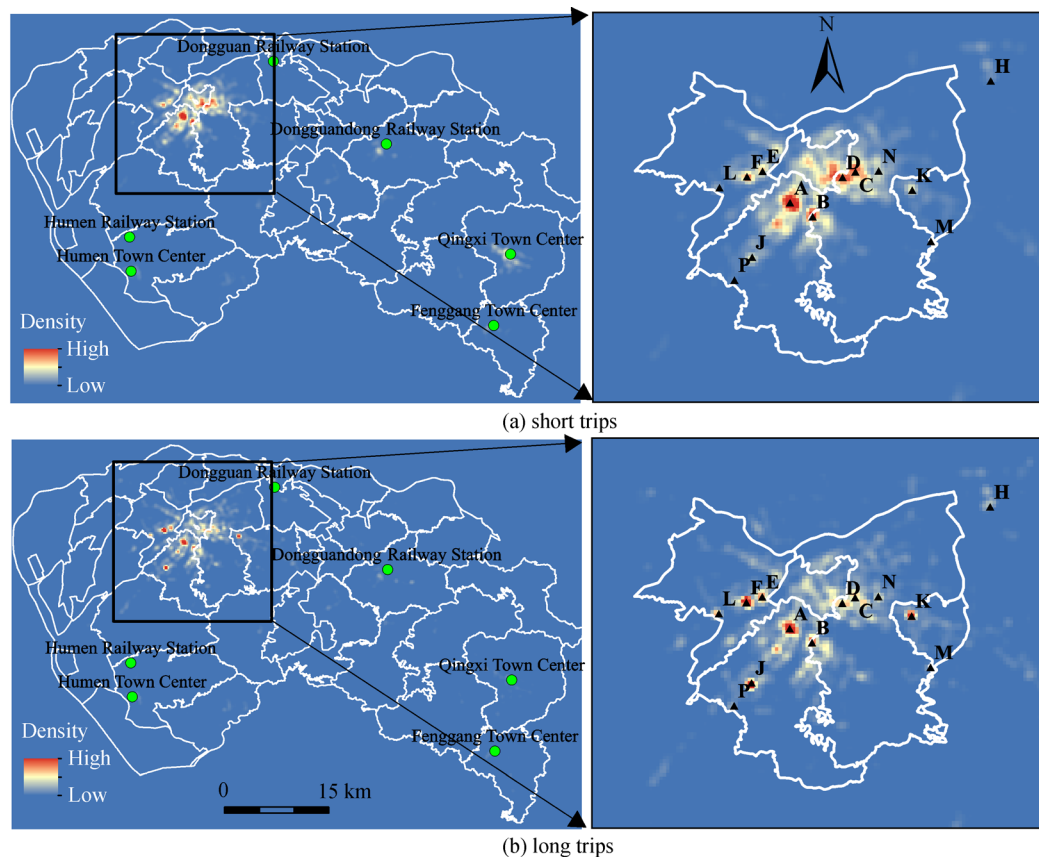 Dongguan Railway Station
Dongguandong Railway Station
Humen Railway Station
Humen Town Center
Qingxi Town Center
Fenggang Town Center
Density
High
Low
N
H
E
F
L
D
N
C
K
A
B
M
J
P
(a) short trips
Dongguan Railway Station
Dongguandong Railway Station
Humen Railway Station
Humen Town Center
Qingxi Town Center
Fenggang Town Center
Density
High
Low
0 15 km
H
E
F
L
D
N
C
K
A
B
M
J
P
(b) long trips